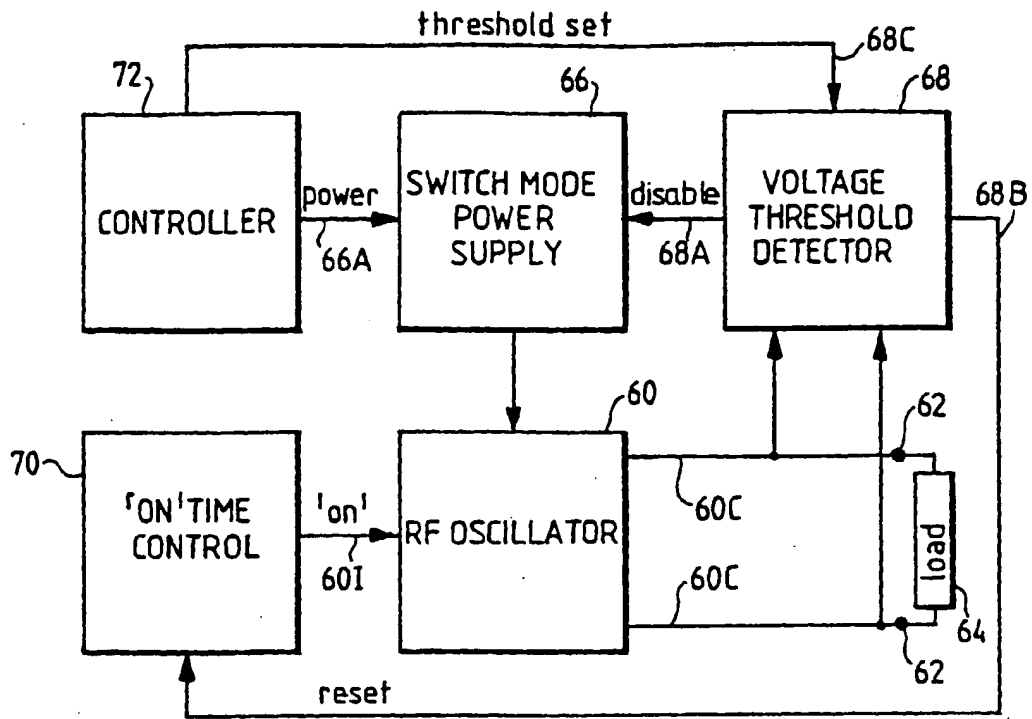 threshold set
68C
72
66
68
CONTROLLER
power
66A
SWITCH MODE
POWER
SUPPLY
disable
68A
VOLTAGE
THRESHOLD
DETECTOR
68B
60
62
70
'ON' TIME
CONTROL
'on'
60I
RF OSCILLATOR
60C
60C
load
64
62
reset